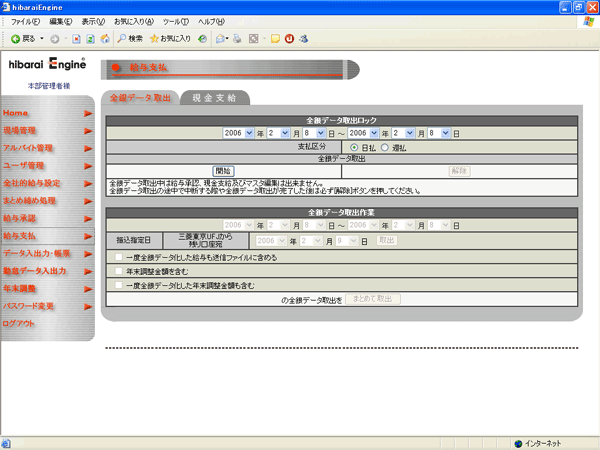 hibaraiEngine
ファイル(F) 編集(E) 表示(V) お気に入り(A) ツール(T) ヘルプ(H)
戻る 検索 お気に入り
hibarai Engine
本部管理者様
給与支払
全銀データ取出 現金支給
Home
現場管理
アルバイト管理
ユーザ管理
会社的給与設定
まとめ締め処理
給与承認
給与支払
データ入出力・帳票
勤怠データ入出力
年末調整
パスワード変更
ログアウト
全銀データ取出ロック
2006 年 2 月 8 日 ～ 2006 年 2 月 8 日
支払区分 日払 週払
全銀データ取出
開始 解除
全銀データ取出中は給与承認、現金支給及びマスタ編集は出来ません。
全銀データ取出の途中で中断する際や全銀データ取出が完了した後は必ず[解除]ボタンを押してください。
全銀データ取出作業
2006 年 2 月 8 日 ～ 2006 年 2 月 8 日
振込指定日 三菱東京UFJから
残り口座宛 2006 年 2 月 9 日 取出
一度全銀データ化した給与も送信ファイルに含める
年末調整金額を含む
一度全銀データ化した年末調整金額も含む
の全銀データ取出を まとめて取出
インターネット